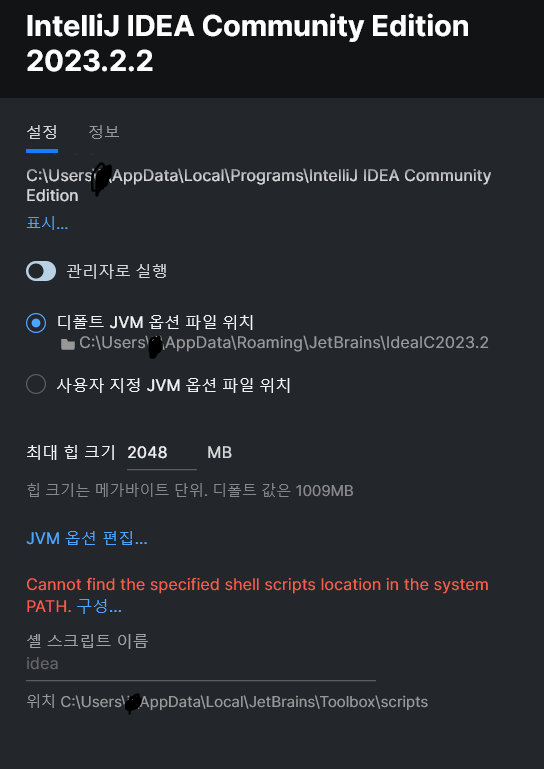 IntelliJ IDEA Community Edition
2023.2.2
설정 정보
C:\Users\ \AppData\Local\Programs\IntelliJ IDEA Community
Edition
표시...
관리자로 실행
디폴트 JVM 옵션 파일 위치
C:\Users\ \AppData\Roaming\JetBrains\IdeaIC2023.2
사용자 지정 JVM 옵션 파일 위치
최대 힙 크기 2048 MB
힙 크기는 메가바이트 단위. 디폴트 값은 1009MB
JVM 옵션 편집...
Cannot find the specified shell scripts location in the system
PATH. 구성...
셸 스크립트 이름
idea
위치 C:\Users\ \AppData\Local\JetBrains\Toolbox\scripts